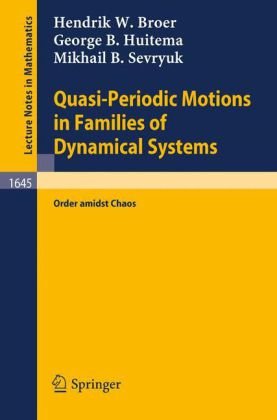 Hendrik W. Broer
George B. Huitema
Mikhail B. Sevryuk
Lecture Notes in Mathematics
Quasi-Periodic Motions
in Families of
Dynamical Systems
1645
Order amidst Chaos
Springer